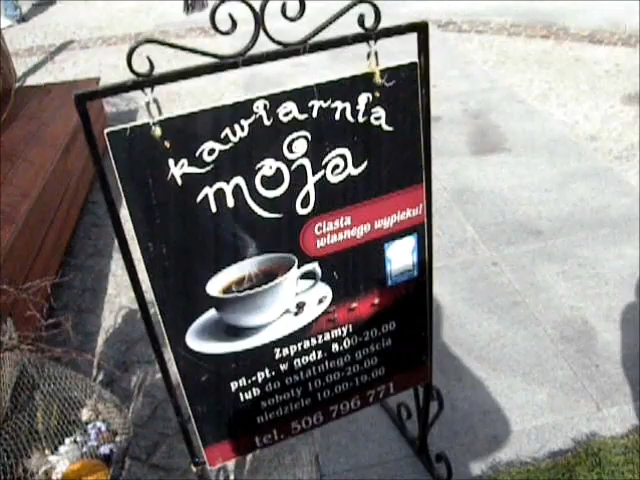 kawiarnia
moja
Ciasta
własnego wypieku!
Zapraszamy:
pn.-pt. w godz. 8.00-20.00
lub do ostatniego gościa
soboty 10.00-20.00
niedziele 10.00-19.00
tel. 506 796 771